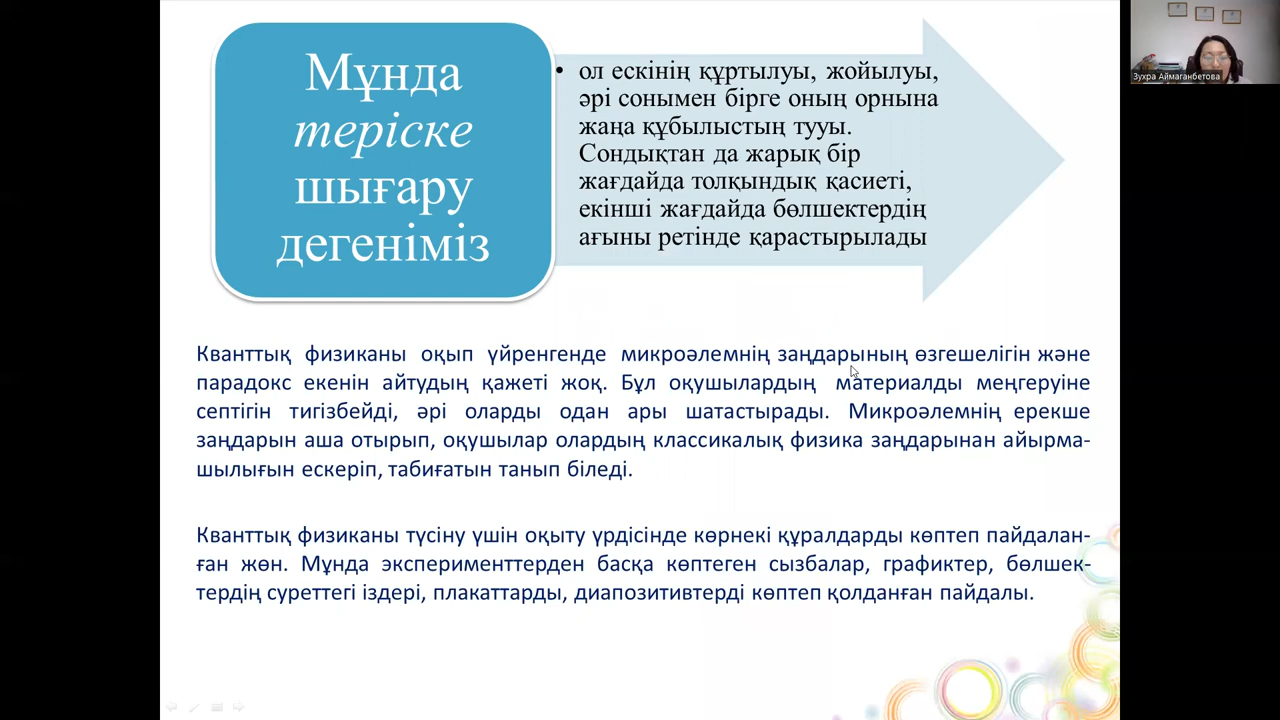 Мұнда
теріске
шығару
дегеніміз
• ол ескінің құртылуы, жойылуы,
әрі сонымен бірге оның орнына
жаңа құбылыстың тууы.
Сондықтан да жарық бір
жағдайда толқындық қасиеті,
екінші жағдайда бөлшектердің
ағыны ретінде қарастырылады
Зухра Аймаганбетова
Кванттық физиканы оқып үйренгенде микроәлемнің заңдарының өзгешелігін және
парадокс екенін айтудың қажеті жоқ. Бұл оқушылардың материалды меңгеруіне
септігін тигізбейді, әрі оларды одан ары шатастырады. Микроәлемнің ерекше
заңдарын аша отырып, оқушылар олардың классикалық физика заңдарынан айырма-
шылығын ескеріп, табиғатын танып біледі.
Кванттық физиканы түсіну үшін оқыту үрдісінде көрнекі құралдарды көптеп пайдалан-
ған жөн. Мұнда эксперименттерден басқа көптеген сызбалар, графиктер, бөлшек-
тердің суреттегі іздері, плакаттарды, диапозитивтерді көптеп қолданған пайдалы.